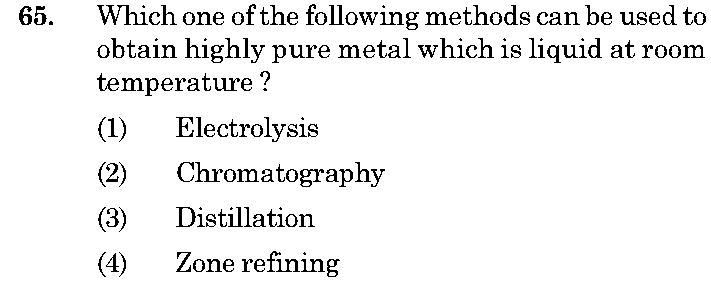 65. Which one of the following methods can be used to
obtain highly pure metal which is liquid at room
temperature ?
(1) Electrolysis
(2) Chromatography
(3) Distillation
(4) Zone refining